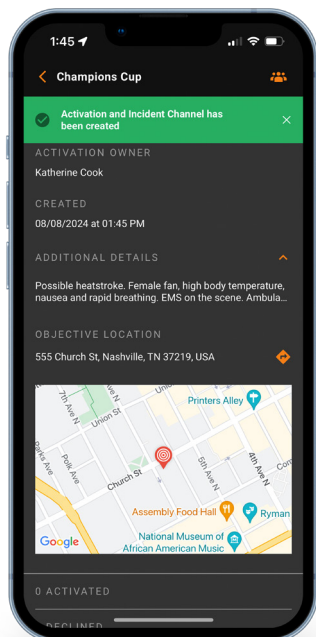 1:45
Champions Cup
Activation and Incident Channel has
been created
ACTIVATION OWNER
Katherine Cook
CREATED
08/08/2024 at 01:45 PM
ADDITIONAL DETAILS
Possible heatstroke. Female fan, high body temperature,
nausea and rapid breathing. EMS on the scene. Ambula...
OBJECTIVE LOCATION
555 Church St, Nashville, TN 37219, USA
7th Ave N
Union St
Printers Alley
Parks Ave
Polk Ave
Church St
5th Ave N
4th Ave N
Assembly Food Hall
Ryman
National Museum of
African American Music
Google
0 ACTIVATED
DECLINED